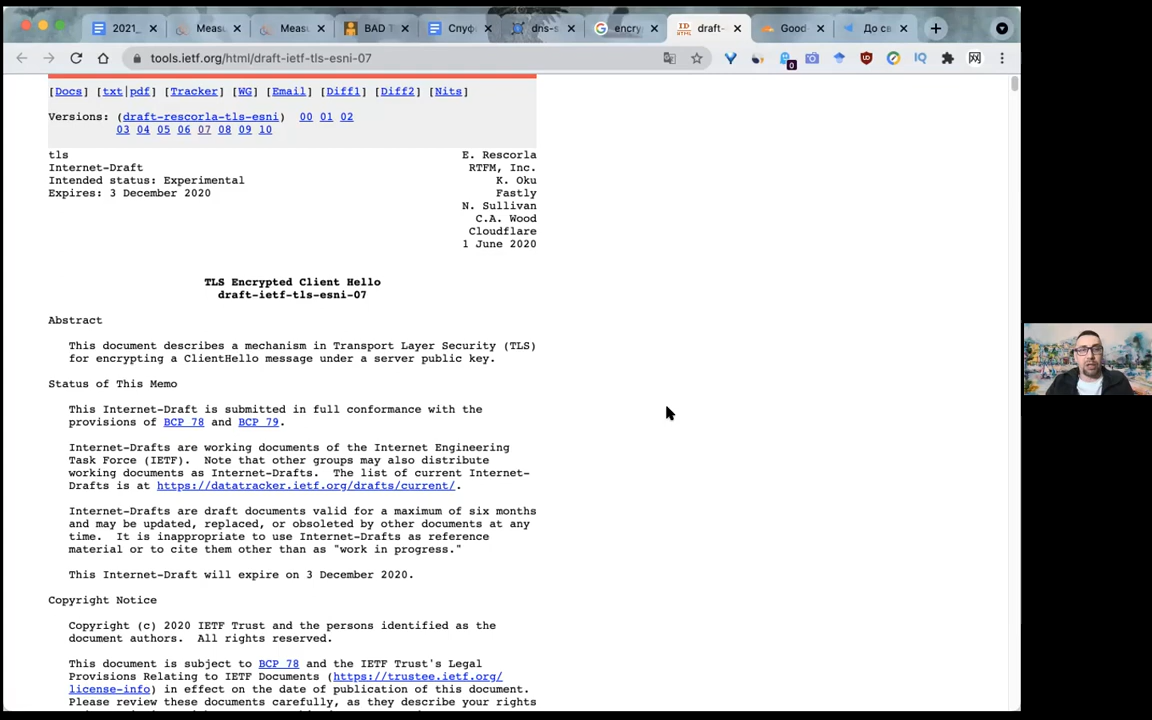 2021_
Measu
Measu
BAD T
Спуф
dns-s
encry
draft-
Good
До св
tools.ietf.org/html/draft-ietf-tls-esni-07
0
IQ
[Docs] [txt|pdf] [Tracker] [WG] [Email] [Diff1] [Diff2] [Nits]
Versions: (draft-rescorla-tls-esni) 00 01 02
03 04 05 06 07 08 09 10
tls E. Rescorla
Internet-Draft RTFM, Inc.
Intended status: Experimental K. Oku
Expires: 3 December 2020 Fastly
N. Sullivan
C.A. Wood
Cloudflare
1 June 2020
TLS Encrypted Client Hello
draft-ietf-tls-esni-07
Abstract
This document describes a mechanism in Transport Layer Security (TLS)
for encrypting a ClientHello message under a server public key.
Status of This Memo
This Internet-Draft is submitted in full conformance with the
provisions of BCP 78 and BCP 79.
Internet-Drafts are working documents of the Internet Engineering
Task Force (IETF). Note that other groups may also distribute
working documents as Internet-Drafts. The list of current Internet-
Drafts is at https://datatracker.ietf.org/drafts/current/.
Internet-Drafts are draft documents valid for a maximum of six months
and may be updated, replaced, or obsoleted by other documents at any
time. It is inappropriate to use Internet-Drafts as reference
material or to cite them other than as "work in progress."
This Internet-Draft will expire on 3 December 2020.
Copyright Notice
Copyright (c) 2020 IETF Trust and the persons identified as the
document authors. All rights reserved.
This document is subject to BCP 78 and the IETF Trust's Legal
Provisions Relating to IETF Documents (https://trustee.ietf.org/
license-info) in effect on the date of publication of this document.
Please review these documents carefully, as they describe your rights